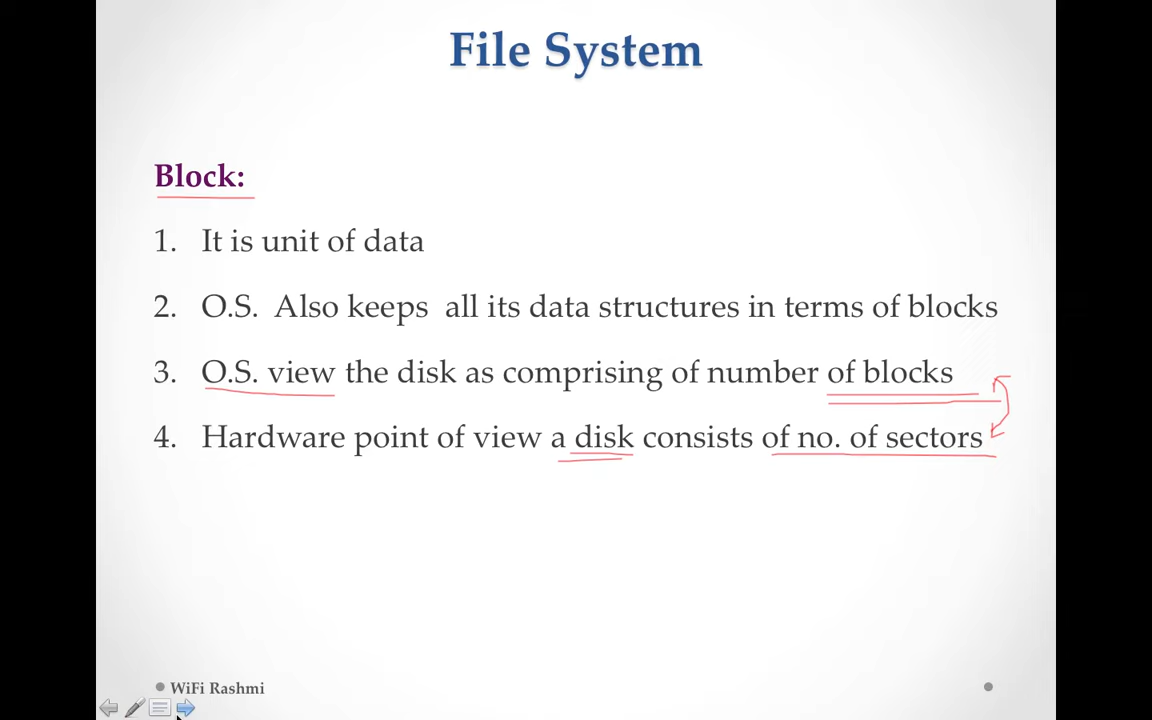 File System
Block:
1. It is unit of data
2. O.S. Also keeps all its data structures in terms of blocks
3. O.S. view the disk as comprising of number of blocks
4. Hardware point of view a disk consists of no. of sectors
WiFi Rashmi